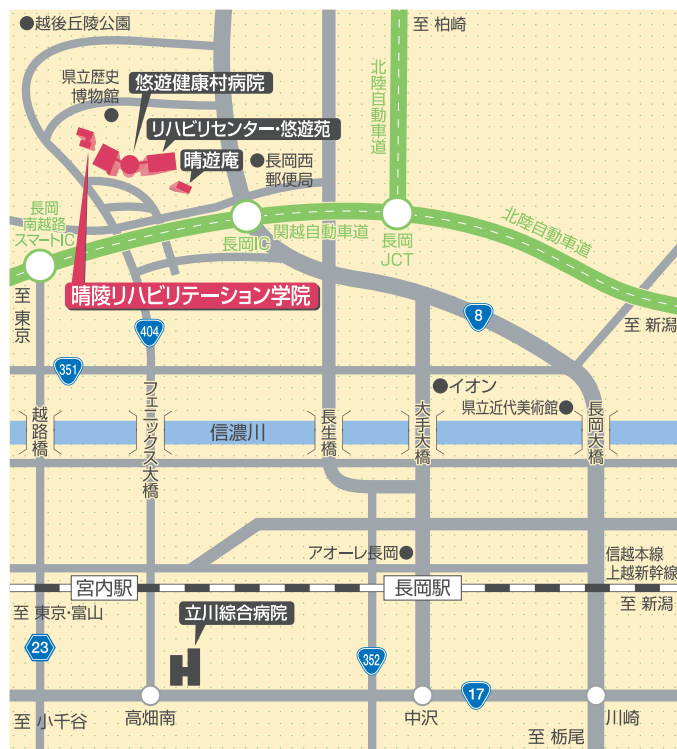 越後丘陵公園
至 柏崎
県立歴史
博物館
悠遊健康村病院
リハビリセンター・悠遊苑
晴遊庵
長岡西
郵便局
北陸自動車道
長岡
南越路
スマートIC
長岡IC
関越自動車道
長岡
JCT
北陸自動車道
至 東京
晴陵リハビリテーション学院
404
8
至 新潟
351
イオン
県立近代美術館
越路橋
フェニックス大橋
信濃川
長生橋
大手大橋
長岡大橋
アオーレ長岡
信越本線
上越新幹線
宮内駅
長岡駅
至 東京・富山
至 新潟
立川綜合病院
23
352
17
至 小千谷
高畑南
中沢
川崎
至 栃尾